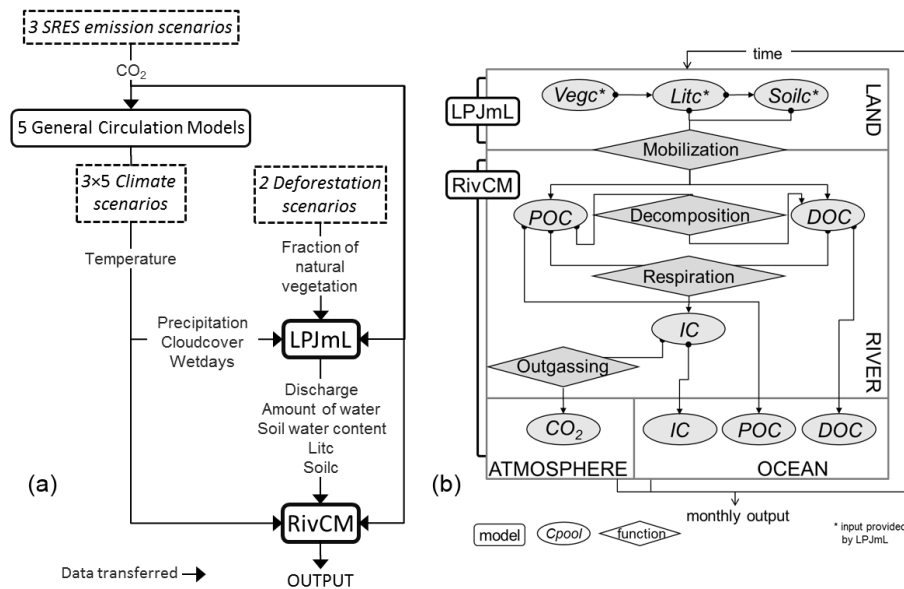 3 SRES emission scenarios
CO2
5 General Circulation Models
3×5 Climate
scenarios
2 Deforestation
scenarios
Temperature
Fraction of
natural
vegetation
Precipitation
Cloudcover
Wetdays
LPJmL
Discharge
Amount of water
Soil water content
Litc
Soilc
(a)
RivCM
Data transferred
OUTPUT
time
LPJmL
Vegc*
Litc*
Soilc*
LAND
Mobilization
RivCM
POC
Decomposition
DOC
Respiration
IC
Outgassing
RIVER
CO2
IC
POC
DOC
(b)
ATMOSPHERE
OCEAN
monthly output
model
Cpool
function
* input provided
by LPJmL